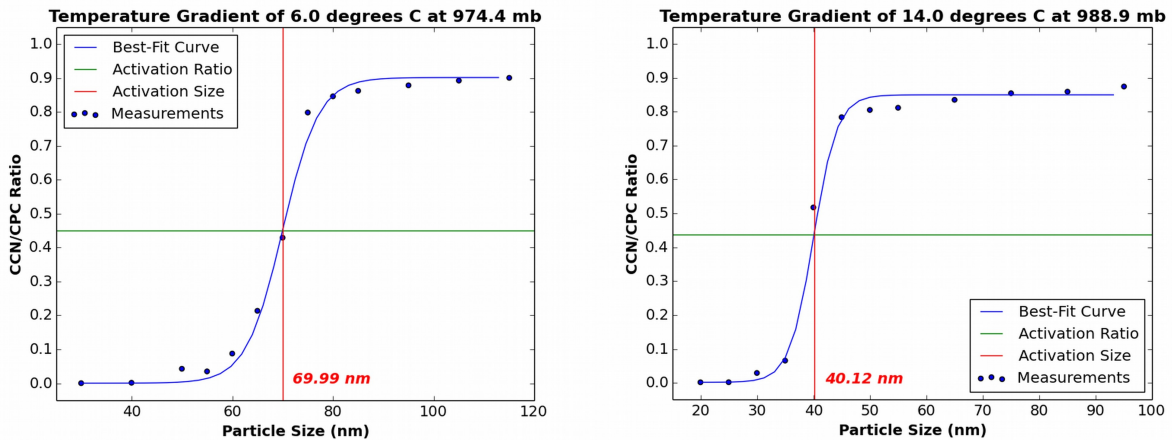 Temperature Gradient of 6.0 degrees C at 974.4 mb
1.0
0.9
0.8
0.7
0.6
0.5
0.4
0.3
0.2
0.1
0.0
CCN/CPC Ratio
Best-Fit Curve
Activation Ratio
Activation Size
Measurements
69.99 nm
40 60 80 100 120
Particle Size (nm)
Temperature Gradient of 14.0 degrees C at 988.9 mb
1.0
0.9
0.8
0.7
0.6
0.5
0.4
0.3
0.2
0.1
0.0
CCN/CPC Ratio
Best-Fit Curve
Activation Ratio
Activation Size
Measurements
40.12 nm
20 30 40 50 60 70 80 90 100
Particle Size (nm)